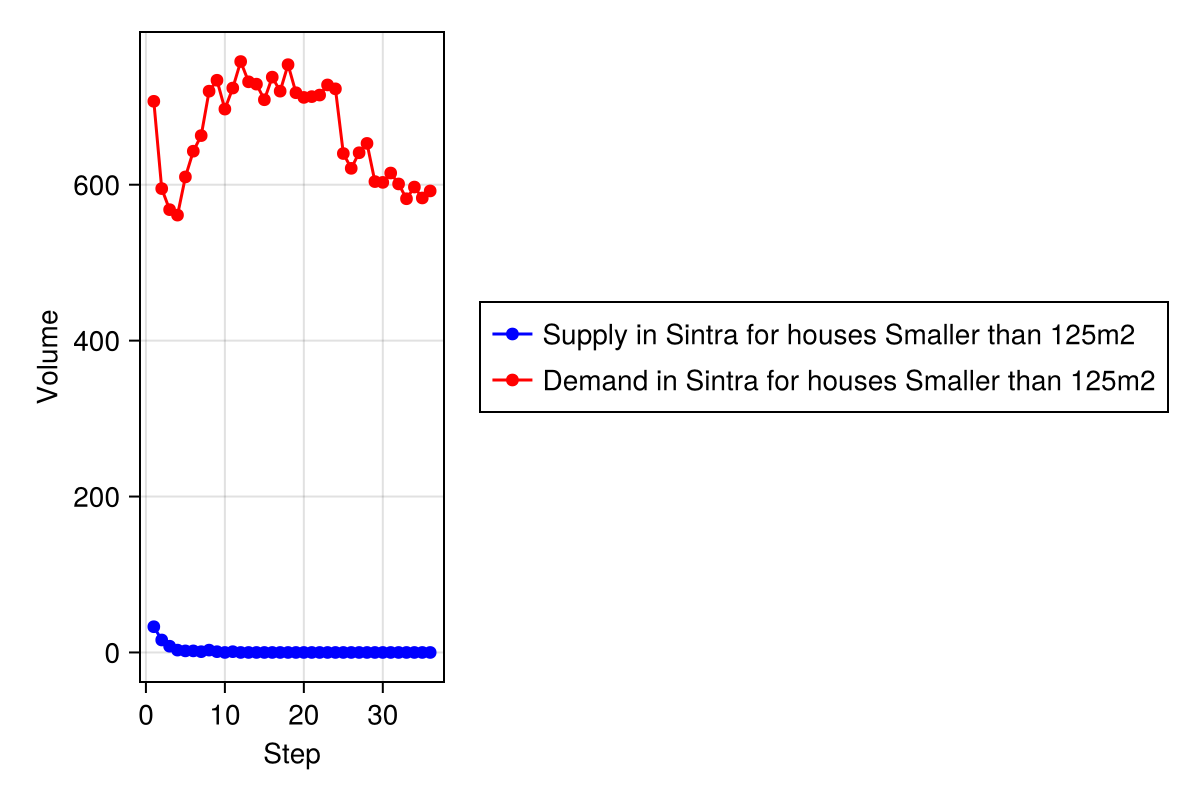 600
400
200
0
Volume
0 10 20 30
Step
Supply in Sintra for houses Smaller than 125m2
Demand in Sintra for houses Smaller than 125m2